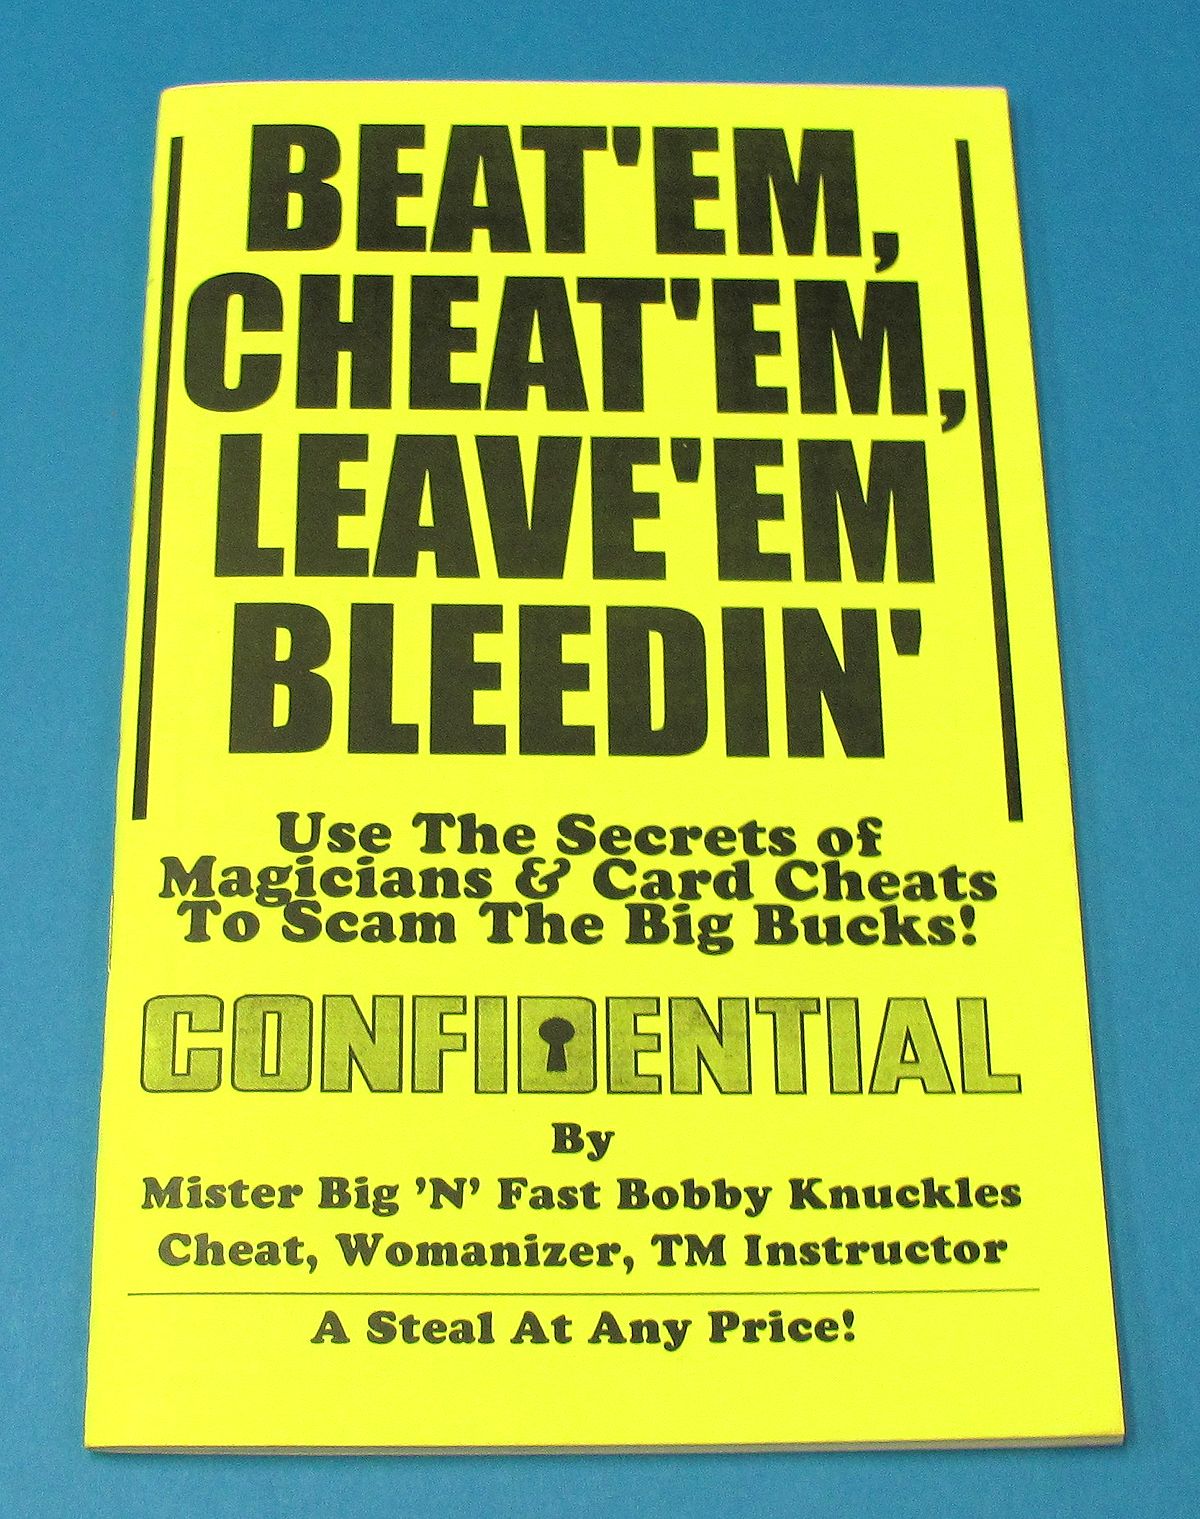 BEAT'EM,
CHEAT'EM,
LEAVE'EM
BLEEDIN'
Use The Secrets of
Magicians & Card Cheats
To Scam The Big Bucks!
CONFIDENTIAL
By
Mister Big 'N' Fast Bobby Knuckles
Cheat, Womanizer, TM Instructor
A Steal At Any Price!